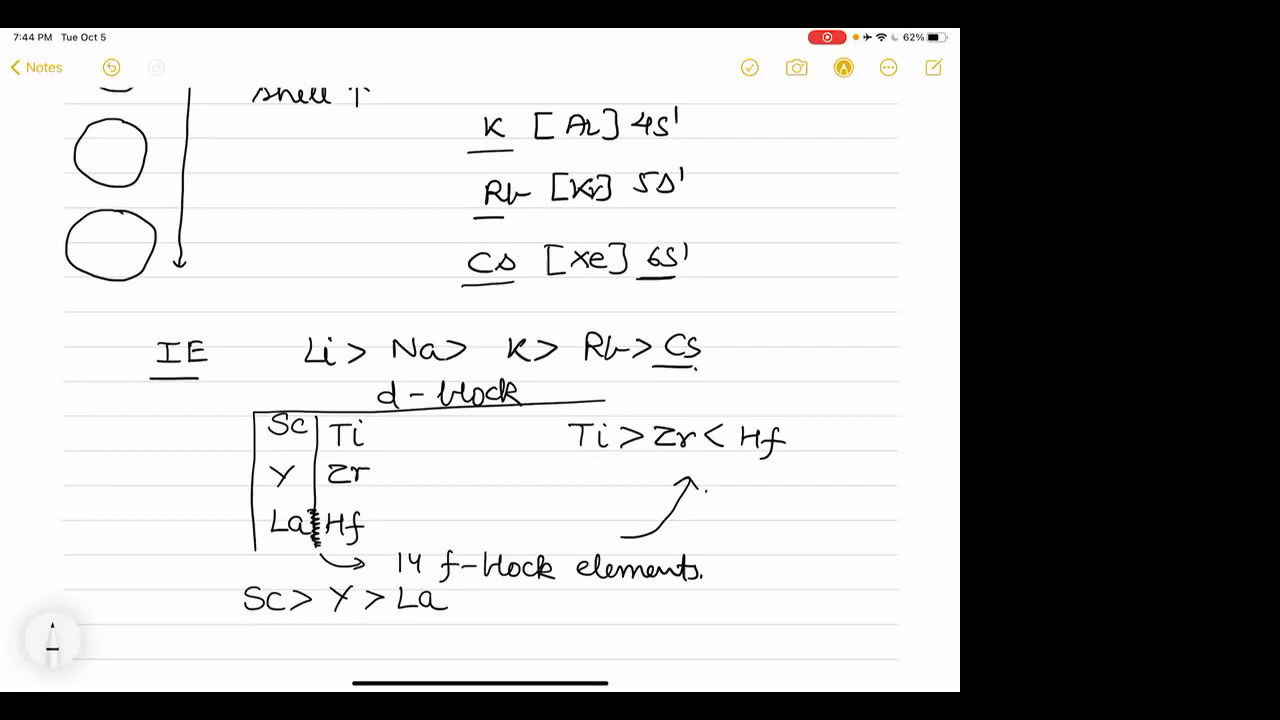 7:44 PM Tue Oct 5
62%
Notes
shell ↑
K [Ar] 4s¹
Rb [Kr] 5s¹
Cs [Xe] 6s¹
IE Li > Na > K > Rb > Cs
d-block
Sc Ti Ti > Zr < Hf
Y Zr
La Hf
→ 14 f-block elements.
Sc > Y > La